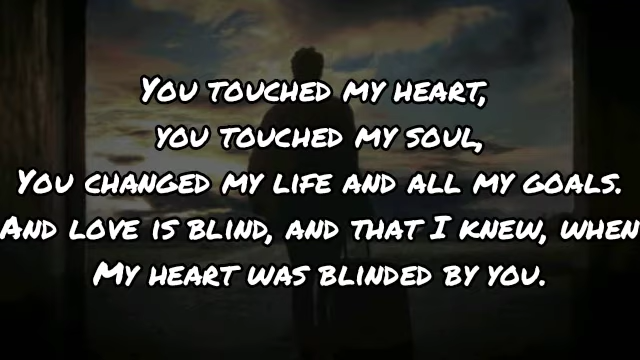 You touched my heart,
you touched my soul,
You changed my life and all my goals.
And love is blind, and that I knew, when
My heart was blinded by you.